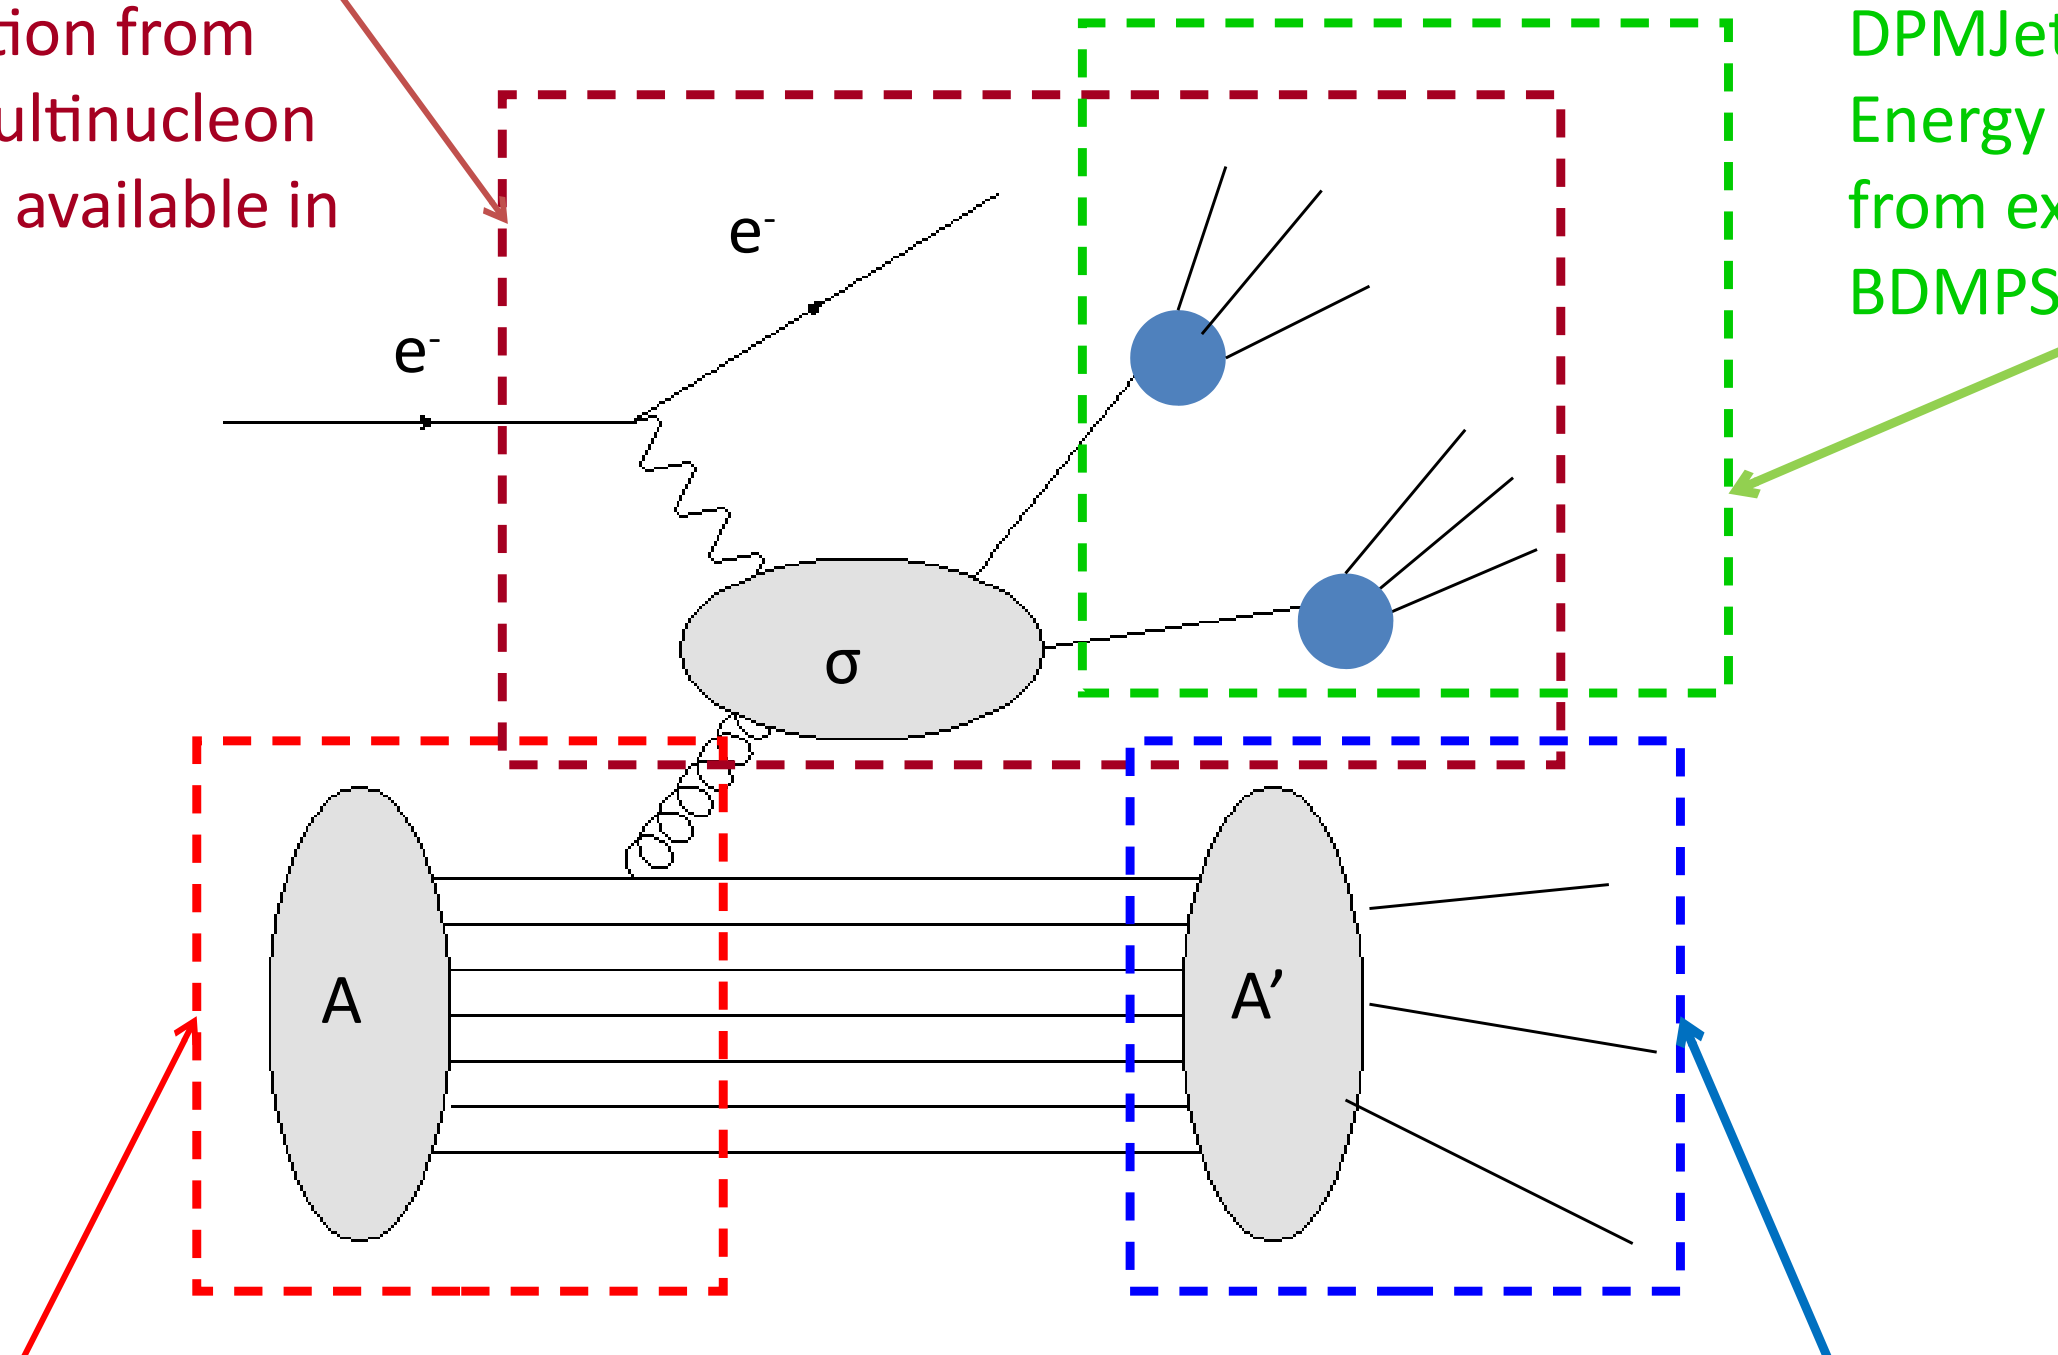 tion from
ultinucleon
available in
DPMJet
Energy
from ex
BDMPS
e-
e-
σ
A
A’